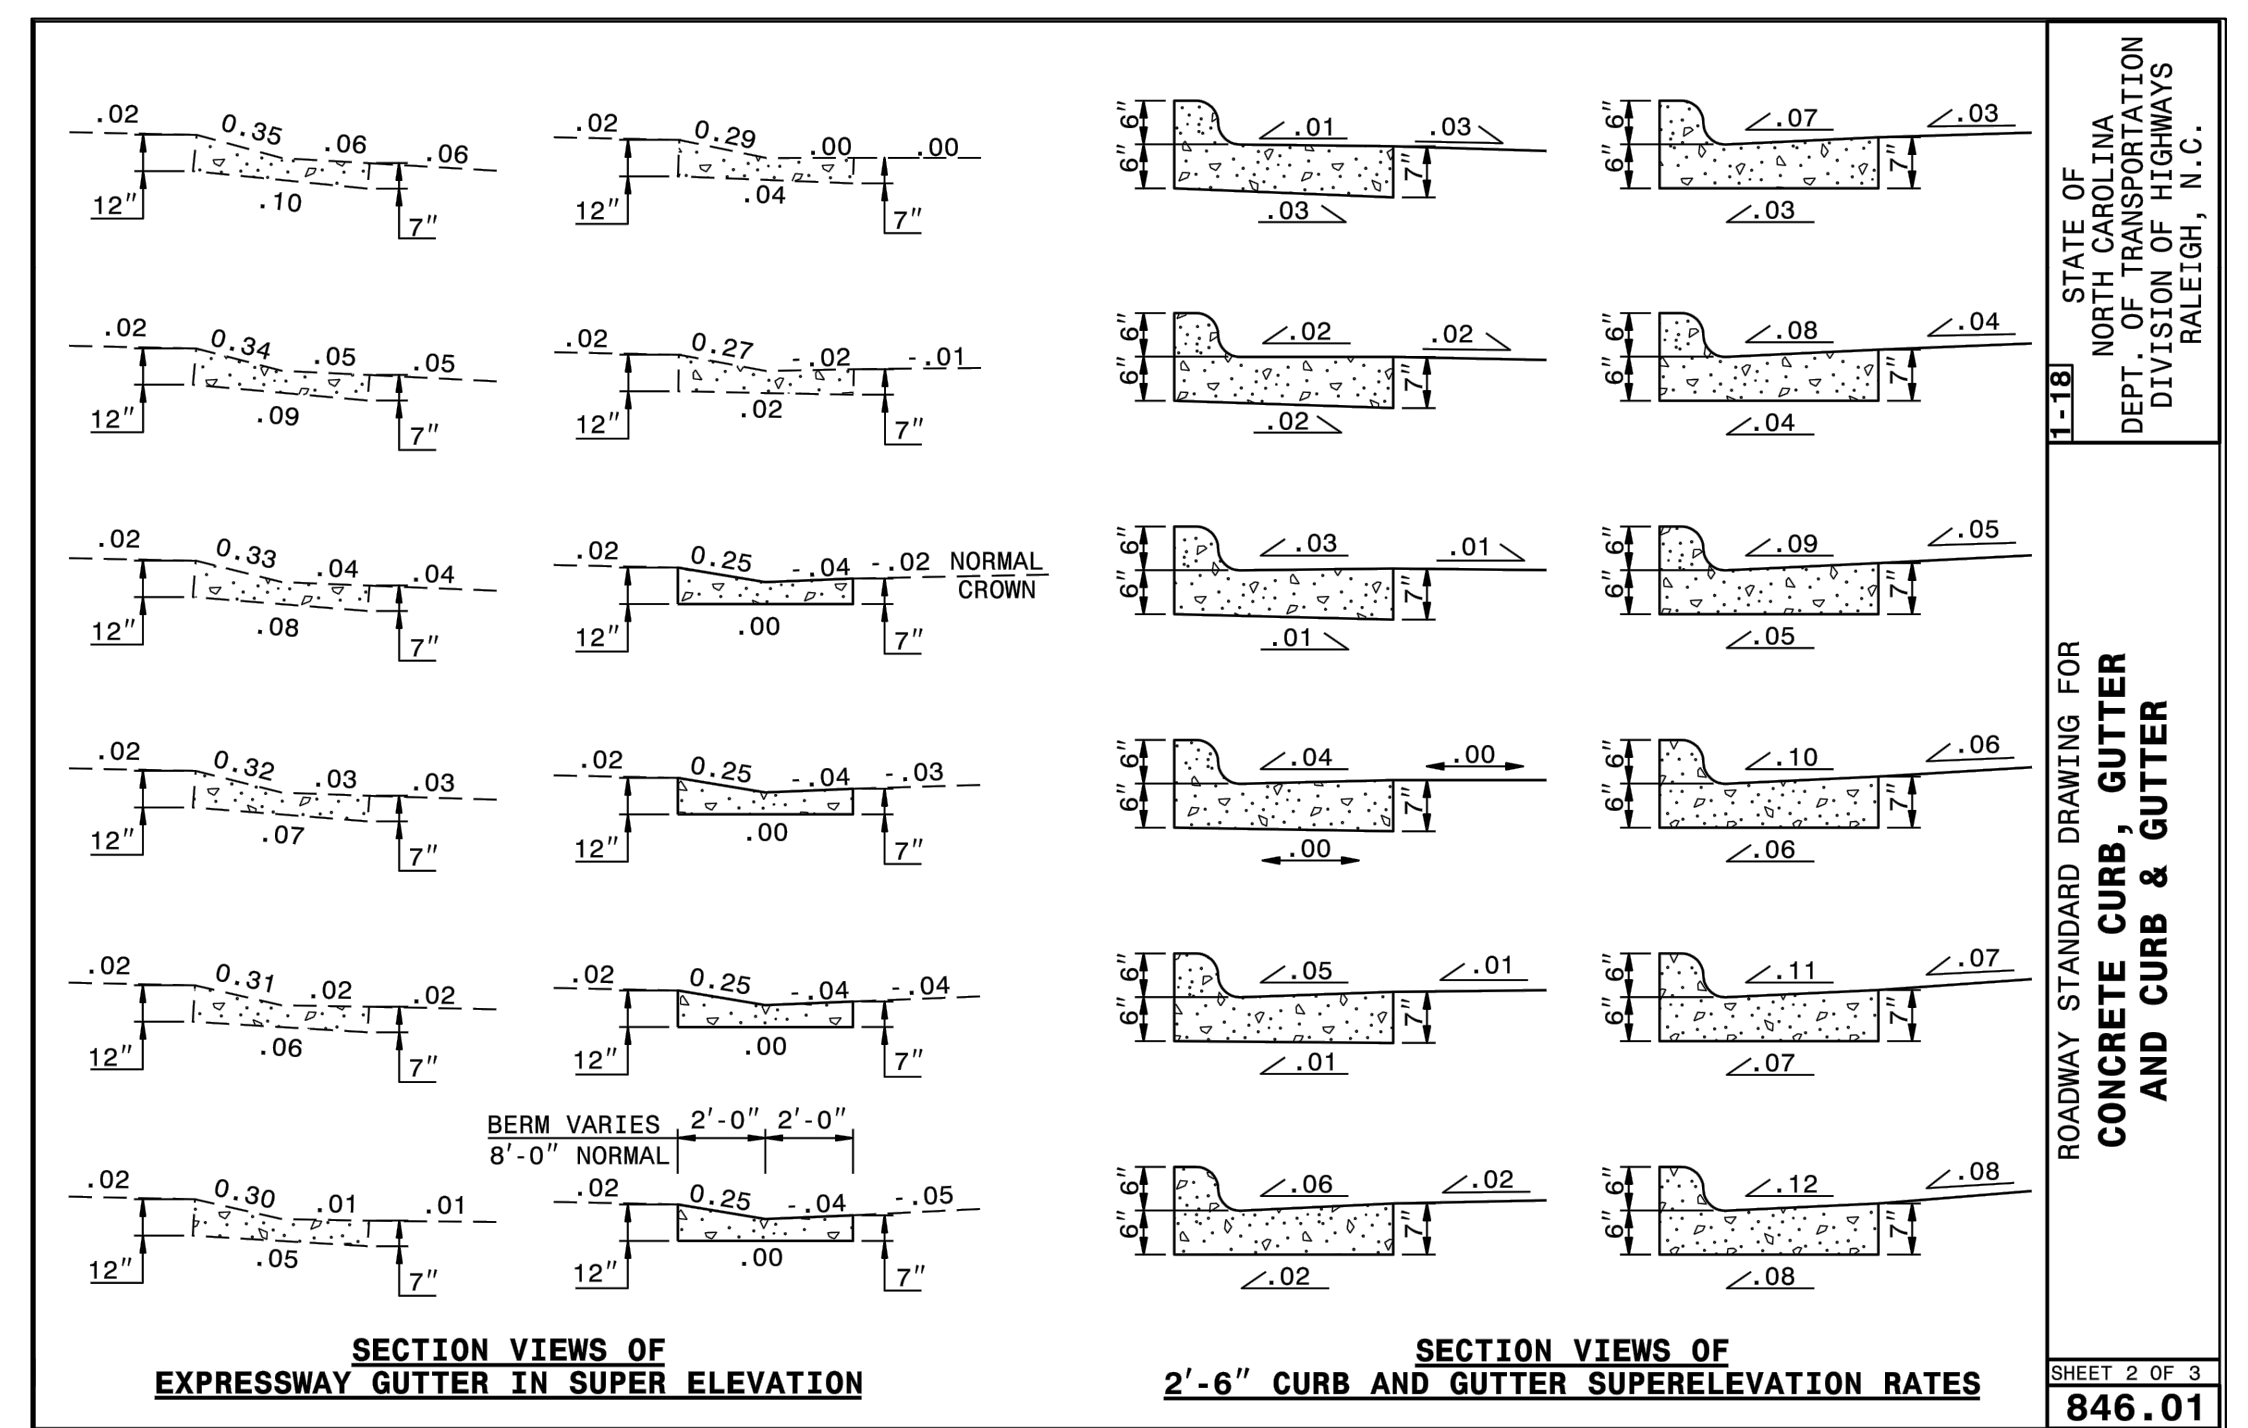 .02 0.35 .06 .06
12" .10 7"
.02 0.29 .00 .00
12" .04 7"
6" 6" .01 .03 7"
.03
6" 6" .07 .03 7"
.03
.02 0.34 .05 .05
12" .09 7"
.02 0.27 -.02 -.01
12" .02 7"
6" 6" .02 .02 7"
.02
6" 6" .08 .04 7"
.04
.02 0.33 .04 .04
12" .08 7"
.02 0.25 -.04 -.02 NORMAL
CROWN
12" .00 7"
6" 6" .03 .01 7"
.01
6" 6" .09 .05 7"
.05
.02 0.32 .03 .03
12" .07 7"
.02 0.25 -.04 -.03
12" .00 7"
6" 6" .04 .00 7"
.00
6" 6" .10 .06 7"
.06
.02 0.31 .02 .02
12" .06 7"
.02 0.25 -.04 -.04
12" .00 7"
6" 6" .05 .01 7"
.01
6" 6" .11 .07 7"
.07
.02 0.30 .01 .01
12" .05 7"
BERM VARIES 2'-0" 2'-0"
8'-0" NORMAL
.02 0.25 -.04 -.05
12" .00 7"
6" 6" .06 .02 7"
.02
6" 6" .12 .08 7"
.08
SECTION VIEWS OF
EXPRESSWAY GUTTER IN SUPER ELEVATION
SECTION VIEWS OF
2'-6" CURB AND GUTTER SUPERELEVATION RATES
1-18
STATE OF
NORTH CAROLINA
DEPT. OF TRANSPORTATION
DIVISION OF HIGHWAYS
RALEIGH, N.C.
ROADWAY STANDARD DRAWING FOR
CONCRETE CURB, GUTTER
AND CURB & GUTTER
SHEET 2 OF 3
846.01